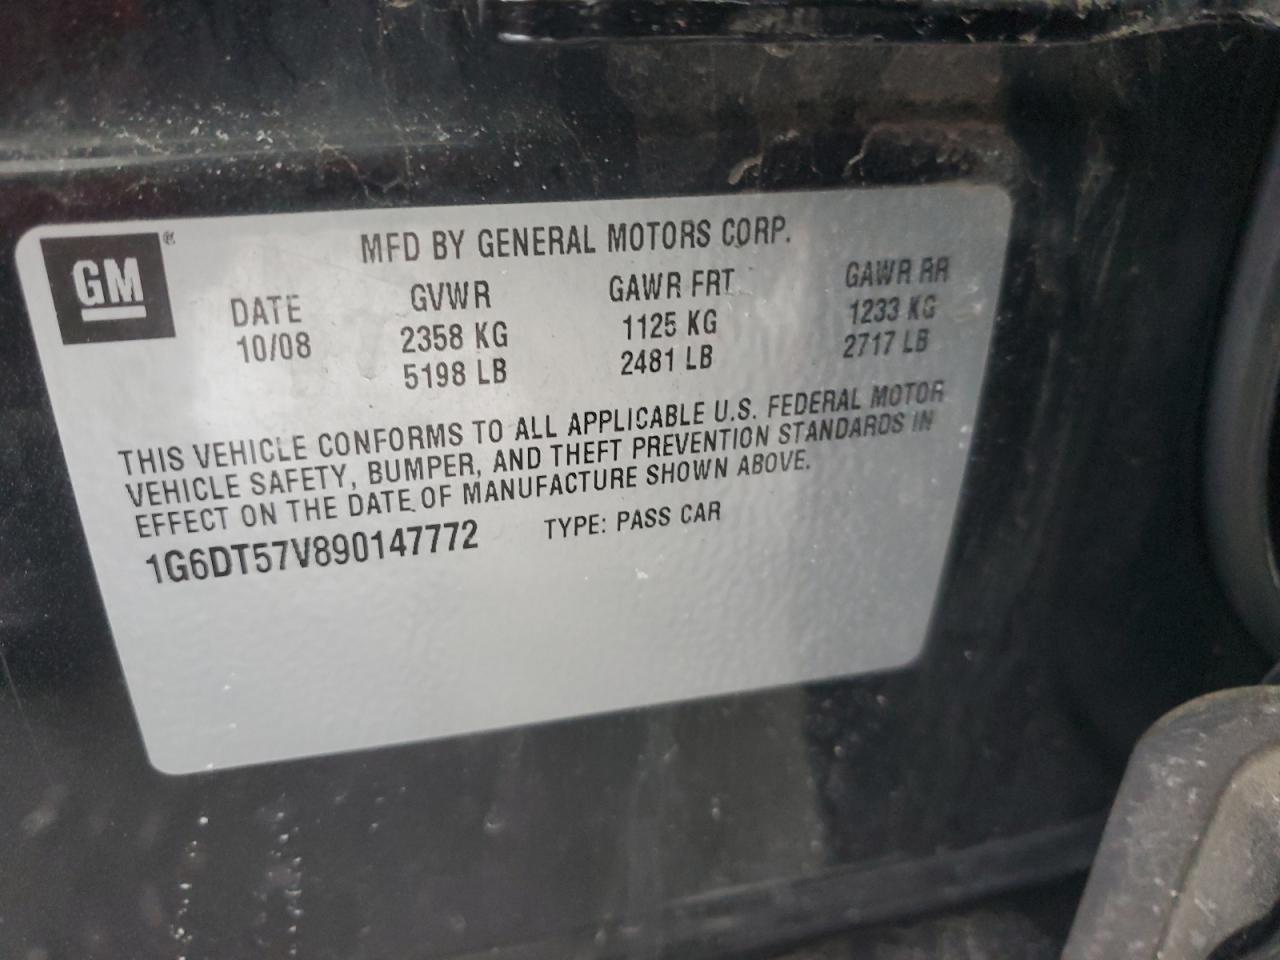 GM®
MFD BY GENERAL MOTORS CORP.
DATE GVWR GAWR FRT GAWR RR
10/08 2358 KG 1125 KG 1233 KG
5198 LB 2481 LB 2717 LB
THIS VEHICLE CONFORMS TO ALL APPLICABLE U.S. FEDERAL MOTOR
VEHICLE SAFETY, BUMPER, AND THEFT PREVENTION STANDARDS IN
EFFECT ON THE DATE OF MANUFACTURE SHOWN ABOVE.
1G6DT57V890147772 TYPE: PASS CAR